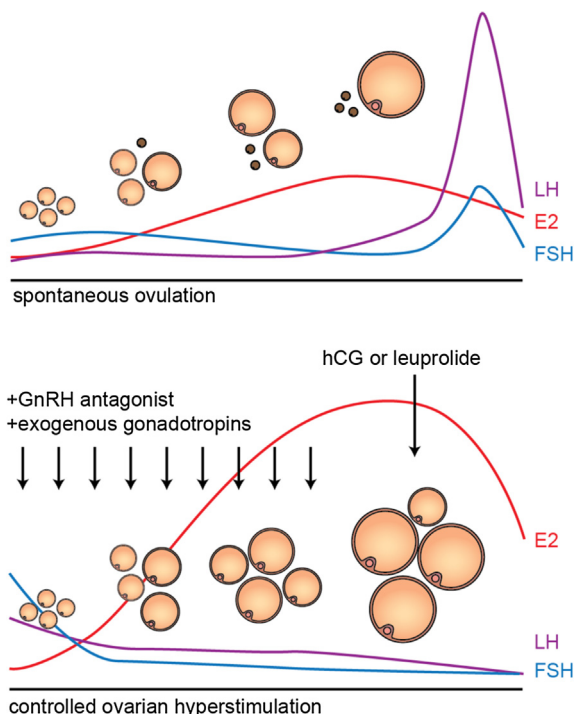 LH
E2
FSH
spontaneous ovulation
hCG or leuprolide
+GnRH antagonist
+exogenous gonadotropins
E2
LH
FSH
controlled ovarian hyperstimulation